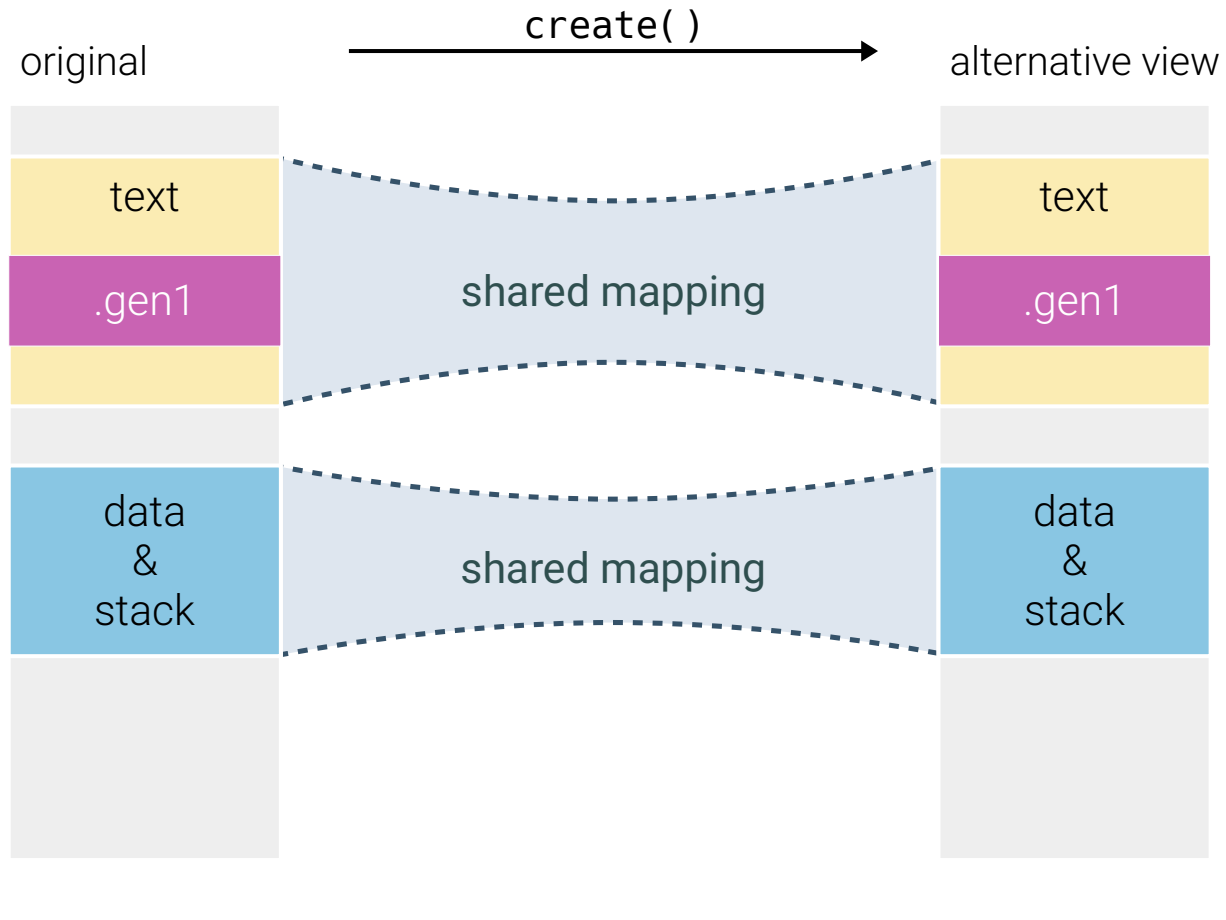 create()
original
alternative view
text
text
.gen1
shared mapping
.gen1
data
&
stack
shared mapping
data
&
stack